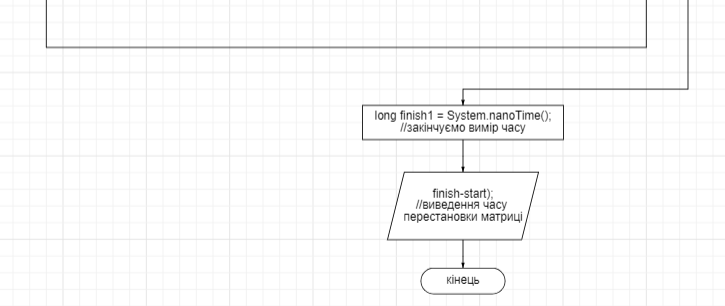 long finish1 = System.nanoTime();
//закінчуємо вимір часу
finish-start);
//виведення часу
перестановки матриці
кінець